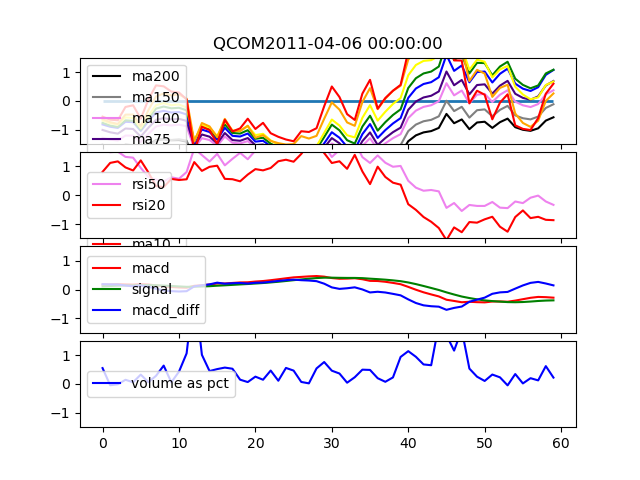 QCOM2011-04-06 00:00:00
1
0
−1
ma200
ma150
ma100
ma75
1
0
−1
rsi50
rsi20
ma10
1
0
−1
macd
signal
macd_diff
1
0
−1
volume as pct
0 10 20 30 40 50 60